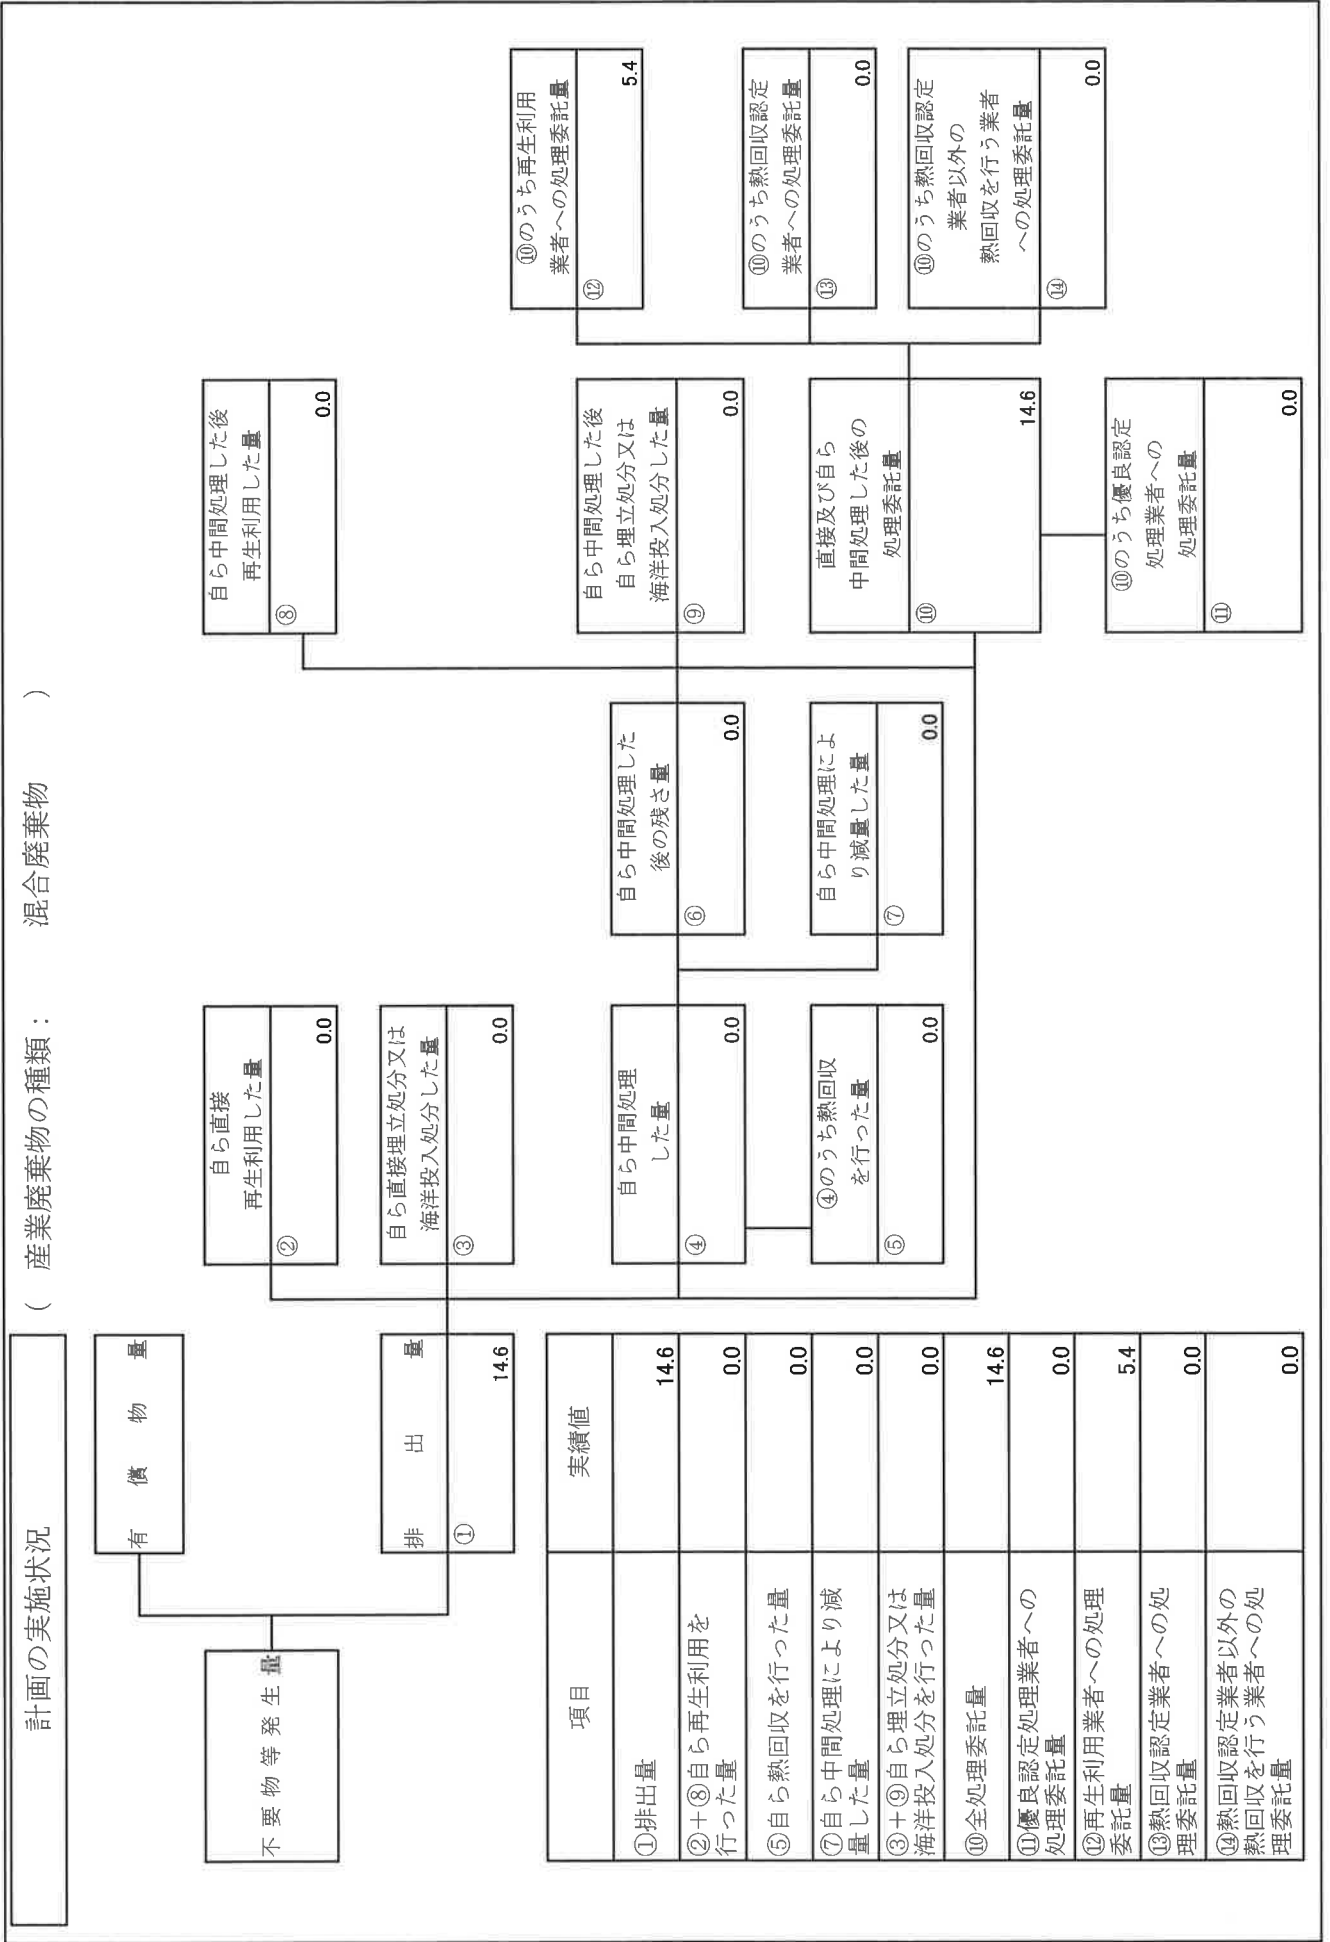 計画の実施状況
（　産業廃棄物の種類：　混合廃棄物　）
有償物量
不要物等発生量
排出量
①
14.6
自ら直接
再生利用した量
②
0.0
自ら直接埋立処分又は
海洋投入処分した量
③
0.0
自ら中間処理
した量
④
0.0
④のうち熱回収
を行った量
⑤
0.0
自ら中間処理した
後の残さ量
⑥
0.0
自ら中間処理によ
り減量した量
⑦
0.0
自ら中間処理した後
再生利用した量
⑧
0.0
自ら中間処理した後
自ら埋立処分又は
海洋投入処分した量
⑨
0.0
直接及び自ら
中間処理した後の
処理委託量
⑩
14.6
⑩のうち優良認定
処理業者への
処理委託量
⑪
0.0
⑩のうち再生利用
業者への処理委託量
⑫
5.4
⑩のうち熱回収認定
業者への処理委託量
⑬
0.0
⑩のうち熱回収認定
業者以外の
熱回収を行う業者
への処理委託量
⑭
0.0
項目　実績値
①排出量　14.6
②＋⑧自ら再生利用を
行った量　0.0
⑤自ら熱回収を行った量　0.0
⑦自ら中間処理により減
量した量　0.0
③＋⑨自ら埋立処分又は
海洋投入処分を行った量　0.0
⑩全処理委託量　14.6
⑪優良認定処理業者への
処理委託量　0.0
⑫再生利用業者への処理
委託量　5.4
⑬熱回収認定業者への処
理委託量　0.0
⑭熱回収認定業者以外の
熱回収を行う業者への処
理委託量　0.0